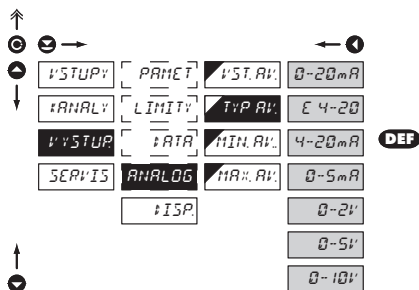 VSTUPY PAMET VST. AV. 0-20mA
KANALY LIMITY TYP AV. E 4-20
VYSTUP. DATA MIN. AV. 4-20mA DEF
SERVIS ANALOG MAX. AV. 0-5mA
DISP. 0-2V
0-5V
0-10V